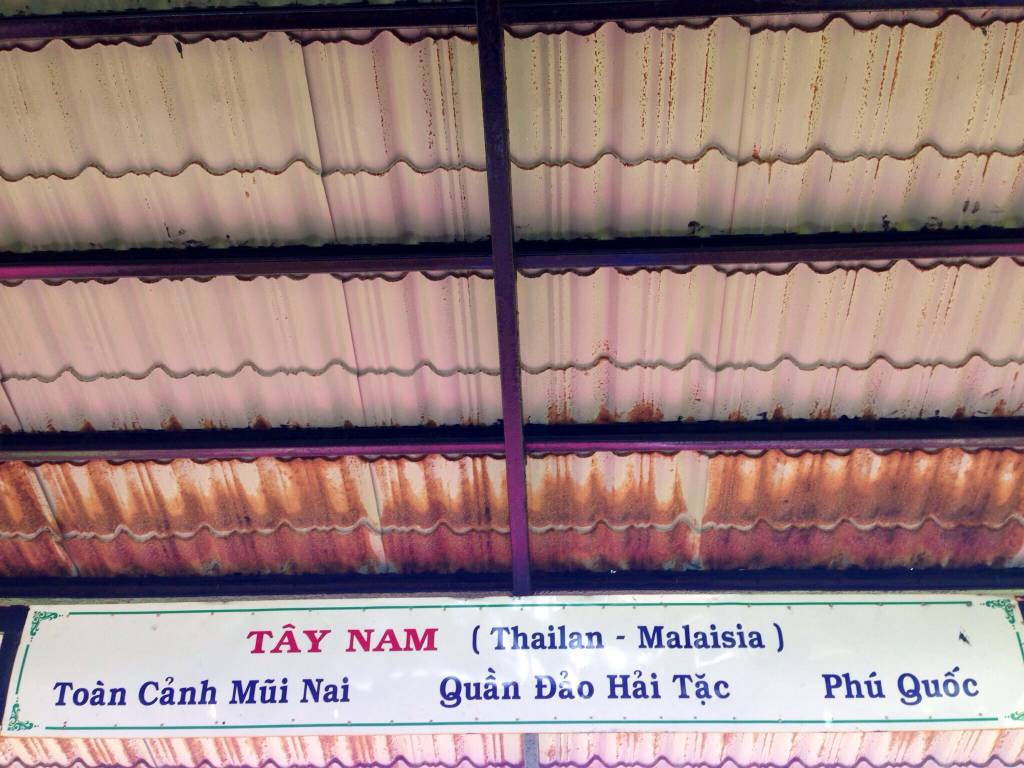 TÂY NAM ( Thailan - Malaisia )
Toàn Cảnh Mũi Nai Quần Đảo Hải Tặc Phú Quốc